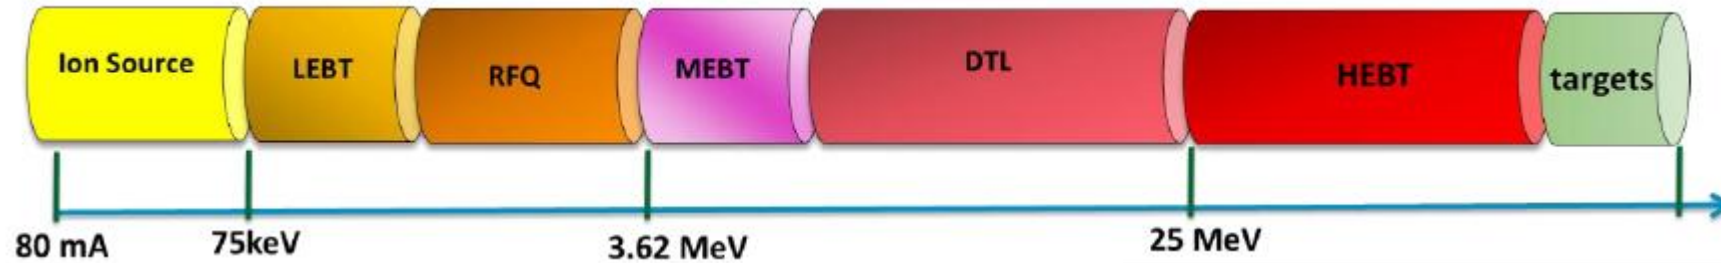 Ion Source
LEBT
RFQ
MEBT
DTL
HEBT
targets
80 mA
75keV
3.62 MeV
25 MeV